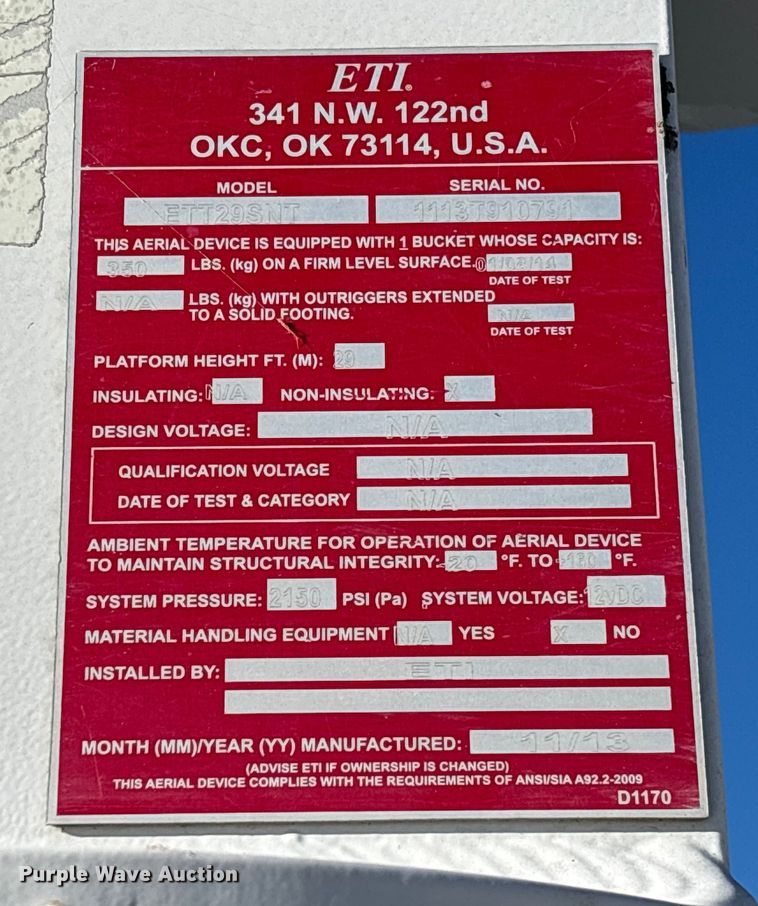 ETI®
341 N.W. 122nd
OKC, OK 73114, U.S.A.
MODEL SERIAL NO.
ETT29SNT 1113T910791
THIS AERIAL DEVICE IS EQUIPPED WITH 1 BUCKET WHOSE CAPACITY IS:
350 LBS. (kg) ON A FIRM LEVEL SURFACE.
DATE OF TEST
N/A LBS. (kg) WITH OUTRIGGERS EXTENDED
TO A SOLID FOOTING. N/A
DATE OF TEST
PLATFORM HEIGHT FT. (M): 29
INSULATING: N/A NON-INSULATING: X
DESIGN VOLTAGE: N/A
QUALIFICATION VOLTAGE N/A
DATE OF TEST & CATEGORY N/A
AMBIENT TEMPERATURE FOR OPERATION OF AERIAL DEVICE
TO MAINTAIN STRUCTURAL INTEGRITY: -20 °F. TO °F.
SYSTEM PRESSURE: 2150 PSI (Pa) SYSTEM VOLTAGE: 12VDC
MATERIAL HANDLING EQUIPMENT N/A YES X NO
INSTALLED BY: ETI
MONTH (MM)/YEAR (YY) MANUFACTURED: 11/13
(ADVISE ETI IF OWNERSHIP IS CHANGED)
THIS AERIAL DEVICE COMPLIES WITH THE REQUIREMENTS OF ANSI/SIA A92.2-2009
D1170
Purple Wave Auction